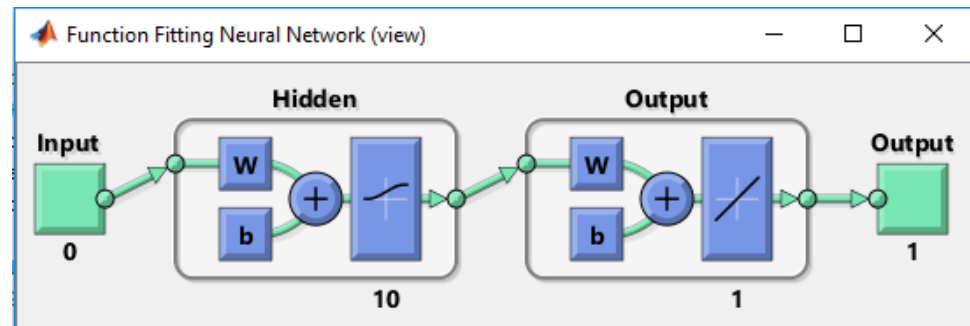 Function Fitting Neural Network (view)
Hidden
Output
Input
Output
W
W
b
b
0
10
1
1